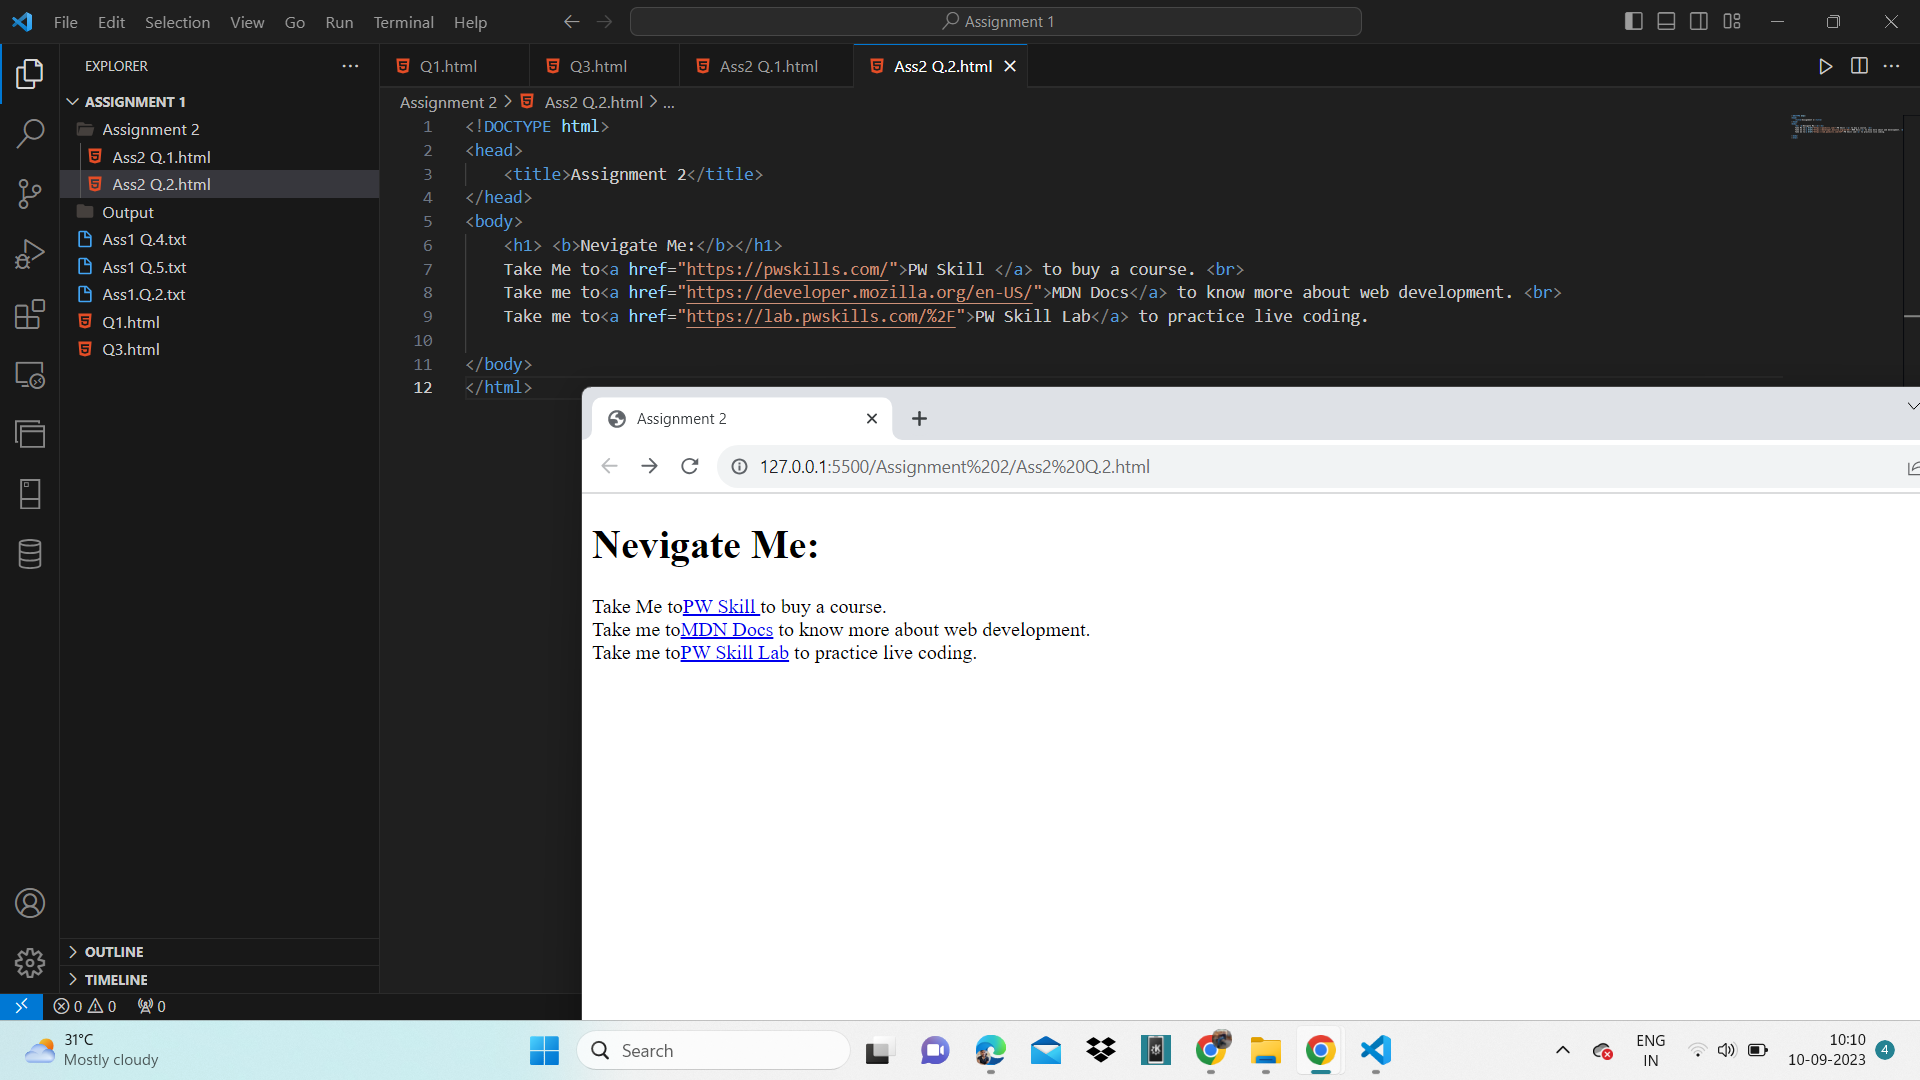 File Edit Selection View Go Run Terminal Help
Assignment 1
EXPLORER
Q1.html Q3.html Ass2 Q.1.html Ass2 Q.2.html
ASSIGNMENT 1
Assignment 2
Ass2 Q.1.html
Ass2 Q.2.html
Output
Ass1 Q.4.txt
Ass1 Q.5.txt
Ass1.Q.2.txt
Q1.html
Q3.html
OUTLINE
TIMELINE
Assignment 2 > Ass2 Q.2.html > ...
1 <!DOCTYPE html>
2 <head>
3 <title>Assignment 2</title>
4 </head>
5 <body>
6 <h1> <b>Nevigate Me:</b></h1>
7 Take Me to<a href="https://pwskills.com/">PW Skill </a> to buy a course. <br>
8 Take me to<a href="https://developer.mozilla.org/en-US/">MDN Docs</a> to know more about web development. <br>
9 Take me to<a href="https://lab.pwskills.com/%2F">PW Skill Lab</a> to practice live coding.
10
11 </body>
12 </html>
Assignment 2
127.0.0.1:5500/Assignment%202/Ass2%20Q.2.html
Nevigate Me:
Take Me toPW Skill to buy a course.
Take me toMDN Docs to know more about web development.
Take me toPW Skill Lab to practice live coding.
0 0 0
31°C
Mostly cloudy
Search
ENG
IN
10:10
10-09-2023
4